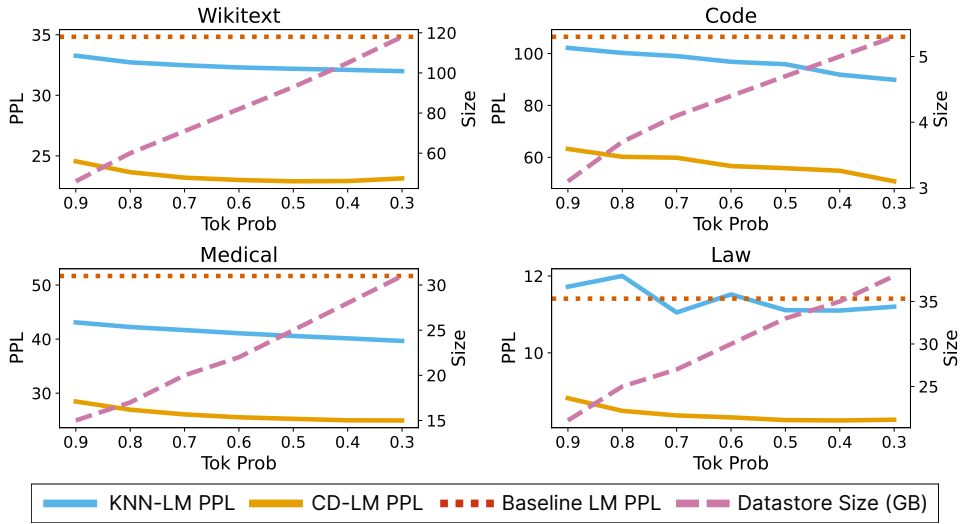 Wikitext
35
30
25
PPL
120
100
80
60
Size
0.9 0.8 0.7 0.6 0.5 0.4 0.3
Tok Prob
Code
100
80
60
PPL
5
4
3
Size
0.9 0.8 0.7 0.6 0.5 0.4 0.3
Tok Prob
Medical
50
40
30
PPL
30
25
20
15
Size
0.9 0.8 0.7 0.6 0.5 0.4 0.3
Tok Prob
Law
12
10
PPL
35
30
25
Size
0.9 0.8 0.7 0.6 0.5 0.4 0.3
Tok Prob
KNN-LM PPL CD-LM PPL Baseline LM PPL Datastore Size (GB)